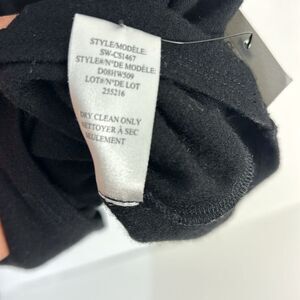 STYLE/MODÈLE:
SW-CS1467
STYLE#/N°DE MODÈLE:
D08HW509
LOT#/N°DE LOT
255216
DRY CLEAN ONLY
NETTOYER À SEC
SEULEMENT